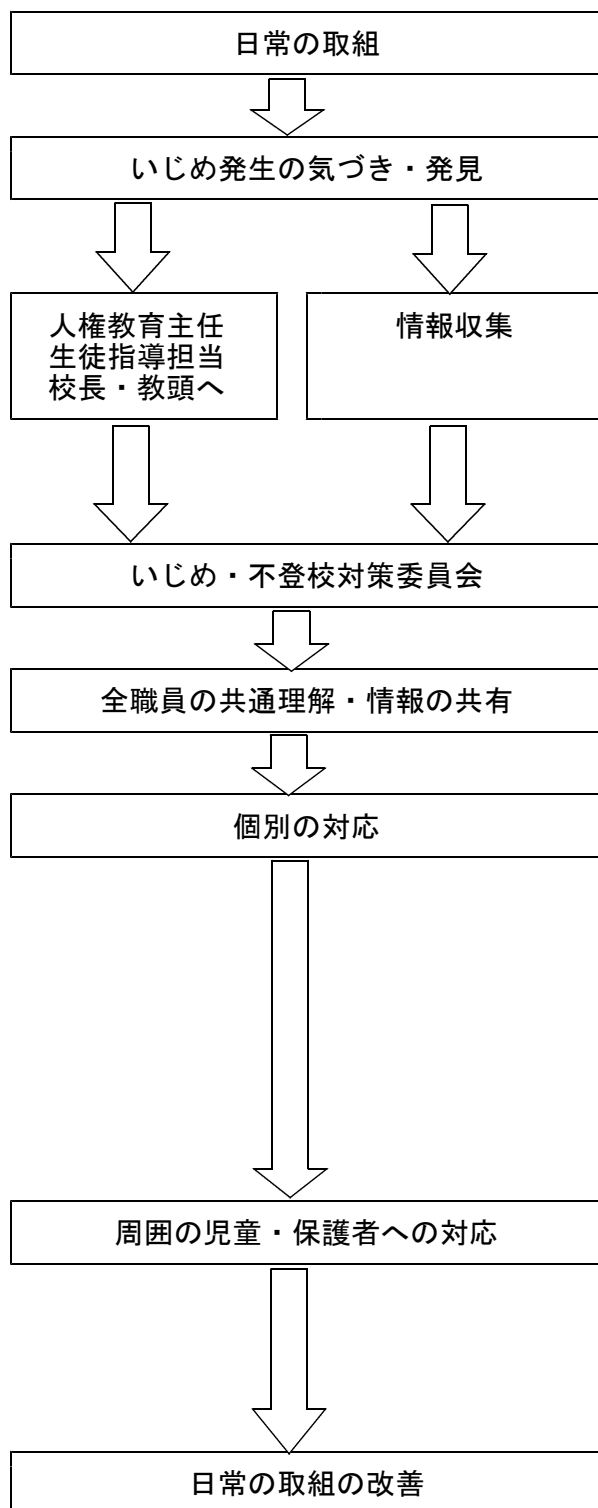 日常の取組
いじめ発生の気づき・発見
人権教育主任
生徒指導担当
校長・教頭へ
情報収集
いじめ・不登校対策委員会
全職員の共通理解・情報の共有
個別の対応
周囲の児童・保護者への対応
日常の取組の改善